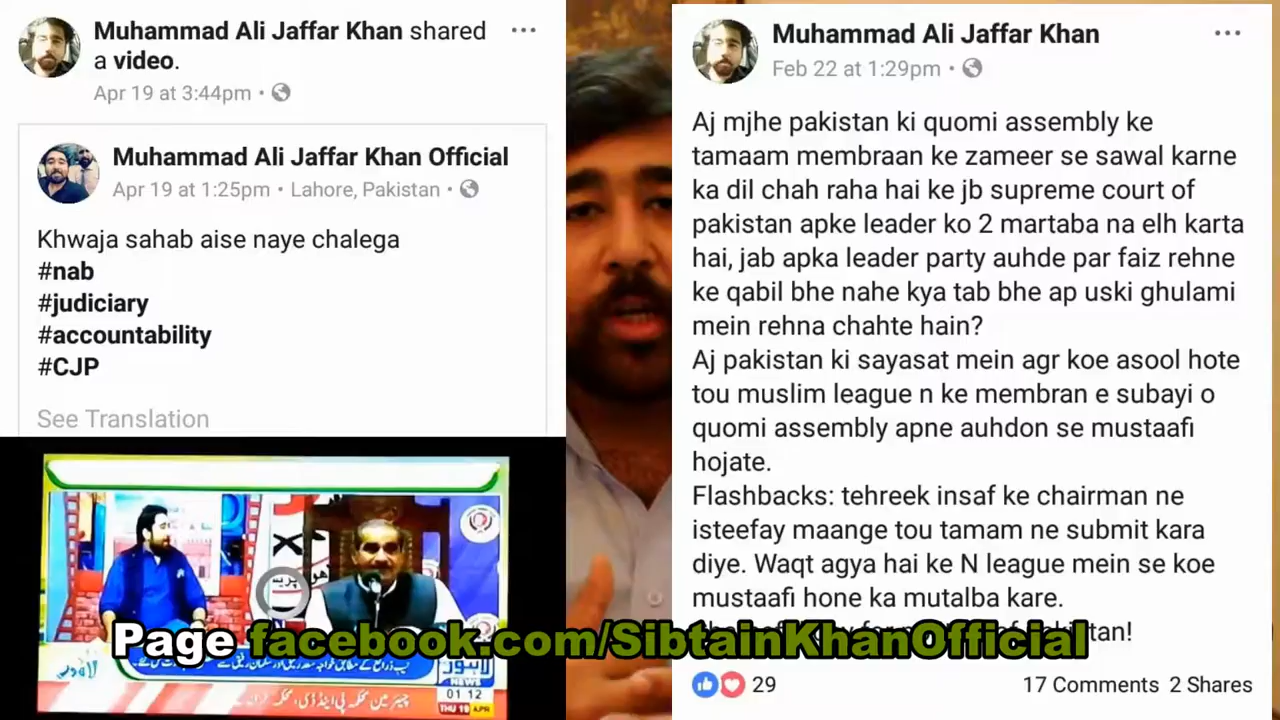 Muhammad Ali Jaffar Khan shared
a video.
Apr 19 at 3:44pm •
Muhammad Ali Jaffar Khan Official
Apr 19 at 1:25pm • Lahore, Pakistan •
Khwaja sahab aise naye chalega
#nab
#judiciary
#accountability
#CJP
See Translation
لاہور
NEWS
01 12
THU 19 APR
Muhammad Ali Jaffar Khan
Feb 22 at 1:29pm •
Aj mjhe pakistan ki quomi assembly ke
tamaam membraan ke zameer se sawal karne
ka dil chah raha hai ke jb supreme court of
pakistan apke leader ko 2 martaba na elh karta
hai, jab apka leader party auhde par faiz rehne
ke qabil bhe nahe kya tab bhe ap uski ghulami
mein rehna chahte hain?
Aj pakistan ki sayasat mein agr koe asool hote
tou muslim league n ke membran e subayi o
quomi assembly apne auhdon se mustaafi
hojate.
Flashbacks: tehreek insaf ke chairman ne
isteefay maange tou tamam ne submit kara
diye. Waqt agya hai ke N league mein se koe
mustaafi hone ka mutalba kare.
29
17 Comments 2 Shares
Page facebook.com/SibtainKhanOfficial